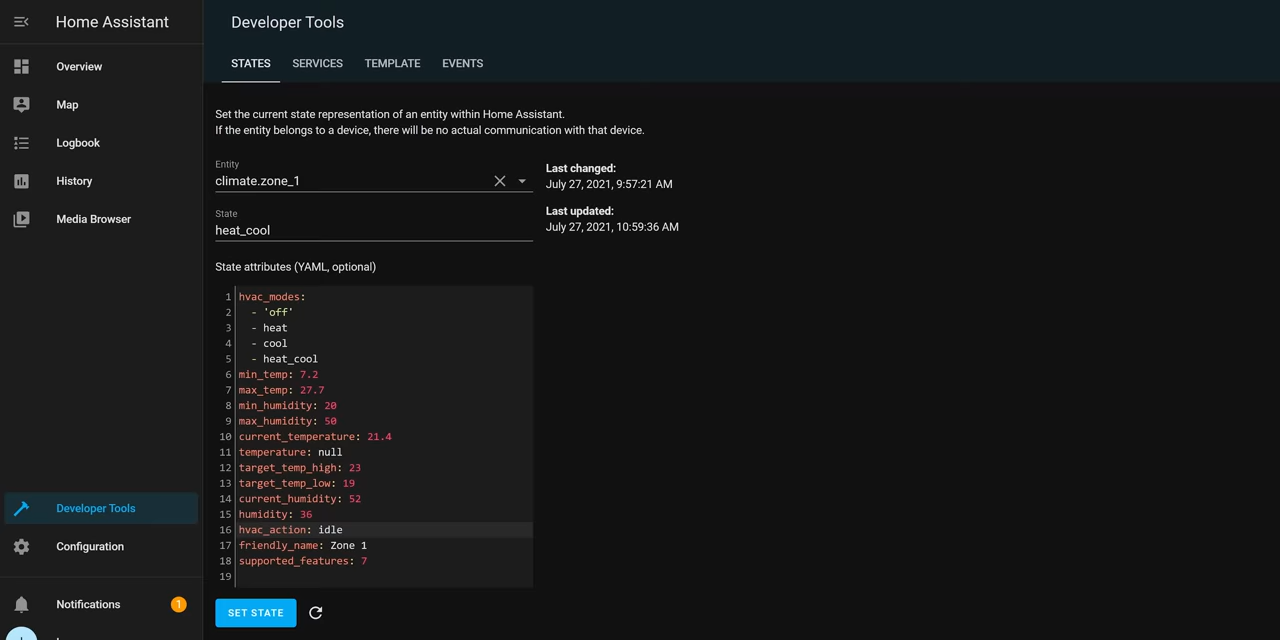 Home Assistant
Overview
Map
Logbook
History
Media Browser
Developer Tools
Configuration
Notifications
1
Developer Tools
STATES
SERVICES
TEMPLATE
EVENTS
Set the current state representation of an entity within Home Assistant.
If the entity belongs to a device, there will be no actual communication with that device.
Entity
climate.zone_1
State
heat_cool
Last changed:
July 27, 2021, 9:57:21 AM
Last updated:
July 27, 2021, 10:59:36 AM
State attributes (YAML, optional)
1 hvac_modes:
2 - 'off'
3 - heat
4 - cool
5 - heat_cool
6 min_temp: 7.2
7 max_temp: 27.7
8 min_humidity: 20
9 max_humidity: 50
10 current_temperature: 21.4
11 temperature: null
12 target_temp_high: 23
13 target_temp_low: 19
14 current_humidity: 52
15 humidity: 36
16 hvac_action: idle
17 friendly_name: Zone 1
18 supported_features: 7
19
SET STATE